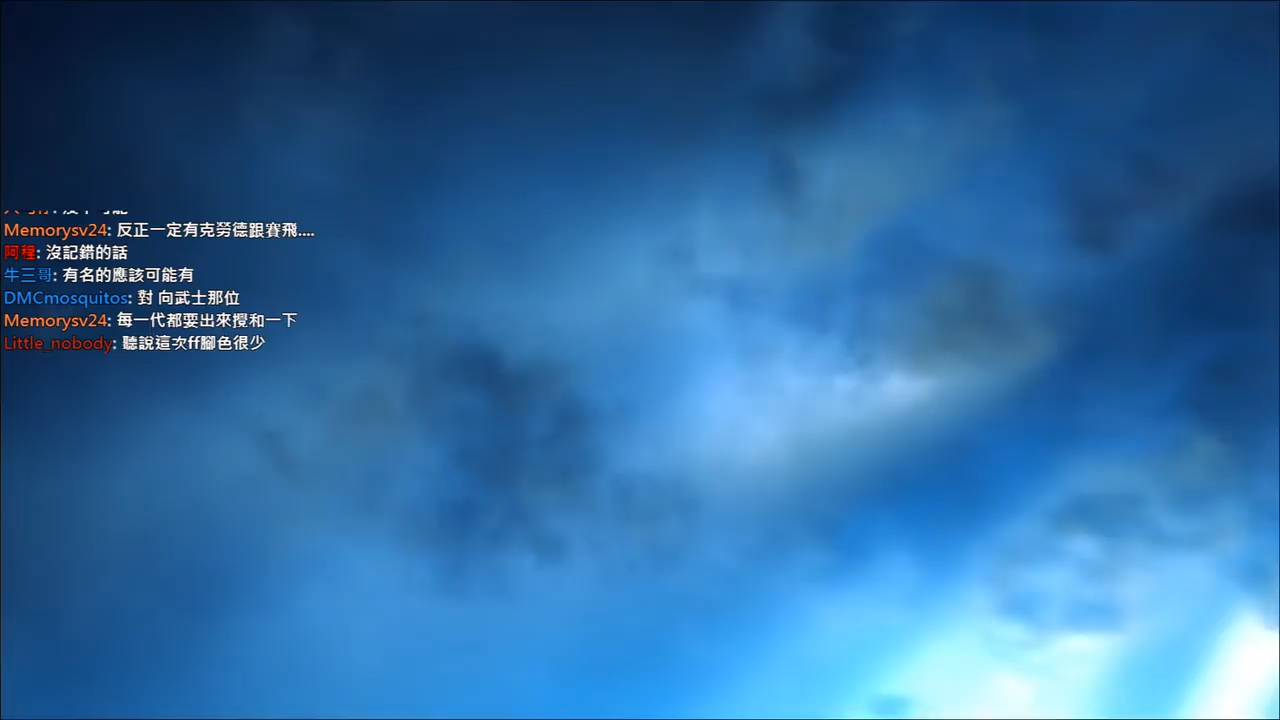 Memorysv24: 反正一定有克勞德跟賽飛....
阿程: 沒記錯的話
牛三哥: 有名的應該可能有
DMCmosquitos: 對 向武士那位
Memorysv24: 每一代都要出來攪和一下
Little_nobody: 聽說這次ff腳色很少